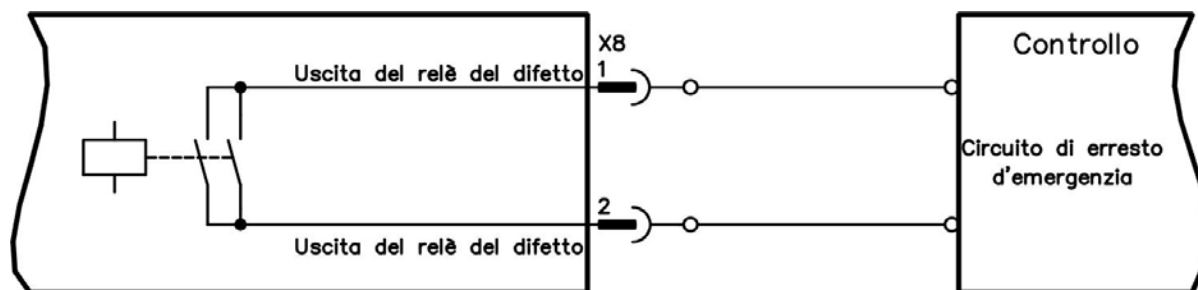 X8
Controllo
Uscita del relè del difetto
1
Circuito di erresto
d'emergenzia
2
Uscita del relè del difetto